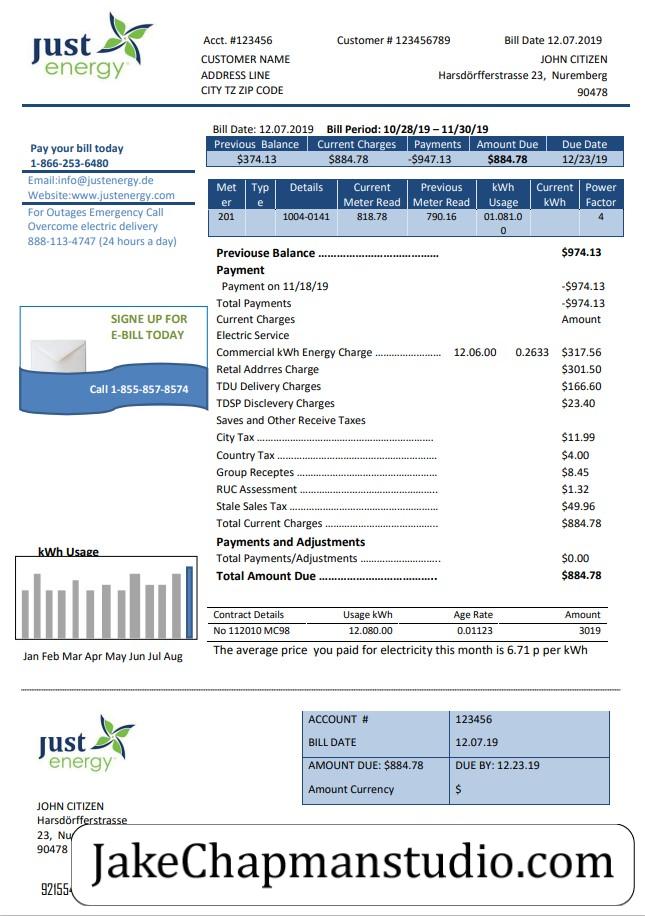 just
energy®
Acct. #123456 Customer # 123456789 Bill Date 12.07.2019
CUSTOMER NAME JOHN CITIZEN
ADDRESS LINE Harsdörfferstrasse 23, Nuremberg
CITY TZ ZIP CODE 90478
Bill Date: 12.07.2019 Bill Period: 10/28/19 – 11/30/19
Previous Balance Current Charges Payments Amount Due Due Date
$374.13 $884.78 -$947.13 $884.78 12/23/19
Pay your bill today
1-866-253-6480
Email:info@justenergy.de
Website:www.justenergy.com
For Outages Emergency Call
Overcome electric delivery
888-113-4747 (24 hours a day)
Met Typ Details Current Previous kWh Current Power
er e Meter Read Meter Read Usage kWh Factor
201 1004-0141 818.78 790.16 01.081.0 4
0
Previouse Balance ………………………………… $974.13
Payment
Payment on 11/18/19 -$974.13
Total Payments -$974.13
Current Charges Amount
Electric Service
Commercial kWh Energy Charge ………………… 12.06.00 0.2633 $317.56
Retal Addrres Charge $301.50
TDU Delivery Charges $166.60
TDSP Disclevery Charges $23.40
Saves and Other Receive Taxes
City Tax ………………………………………………. $11.99
Country Tax …………………………………………. $4.00
Group Receptes …………………………………… $8.45
RUC Assessment …………………………………... $1.32
Stale Sales Tax …………………………………….. $49.96
Total Current Charges …………………………... $884.78
Payments and Adjustments
Total Payments/Adjustments ………………….. $0.00
Total Amount Due …………………………….. $884.78
SIGNE UP FOR
E-BILL TODAY
Call 1-855-857-8574
kWh Usage
Jan Feb Mar Apr May Jun Jul Aug
Contract Details Usage kWh Age Rate Amount
No 112010 MC98 12.080.00 0.01123 3019
The average price you paid for electricity this month is 6.71 p per kWh
just
energy®
ACCOUNT # 123456
BILL DATE 12.07.19
AMOUNT DUE: $884.78 DUE BY: 12.23.19
Amount Currency $
JOHN CITIZEN
Harsdörfferstrasse
23,
90478
JakeChapmanstudio.com